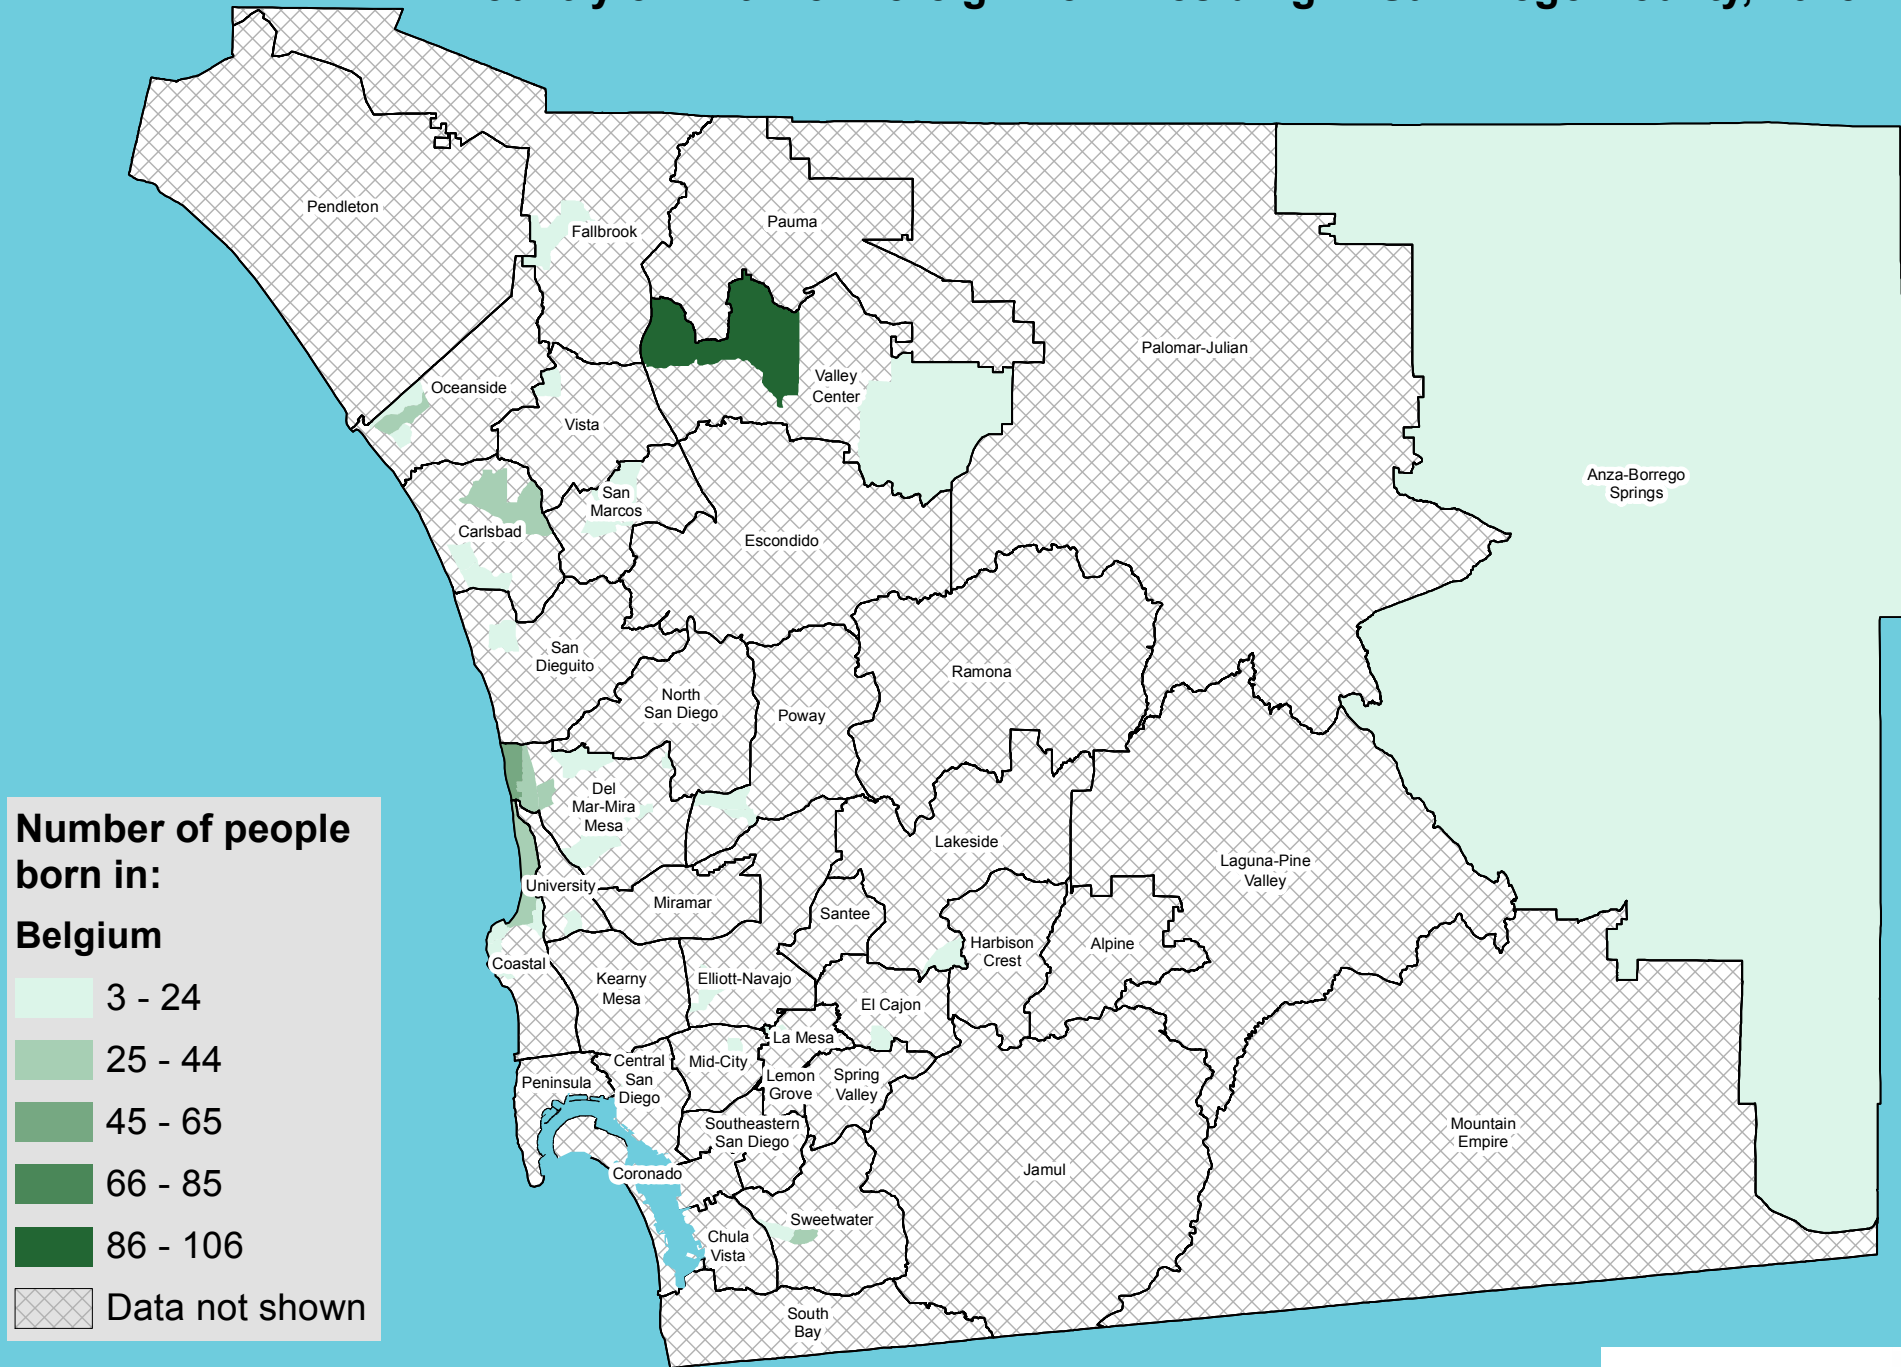 Pendleton
Fallbrook
Pauma
Palomar-Julian
Oceanside
Valley
Center
Vista
Anza-Borrego
Springs
San
Marcos
Carlsbad
Escondido
San
Dieguito
Ramona
North
San Diego
Poway
Del
Mar-Mira
Mesa
Lakeside
Laguna-Pine
Valley
University
Miramar
Santee
Harbison
Crest
Alpine
Coastal
Kearny
Mesa
Elliott-Navajo
El Cajon
La Mesa
Central
San
Diego
Mid-City
Peninsula
Lemon
Grove
Spring
Valley
Southeastern
San Diego
Mountain
Empire
Coronado
Jamul
Sweetwater
Chula
Vista
South
Bay
Number of people
born in:
Belgium
3 - 24
25 - 44
45 - 65
66 - 85
86 - 106
Data not shown